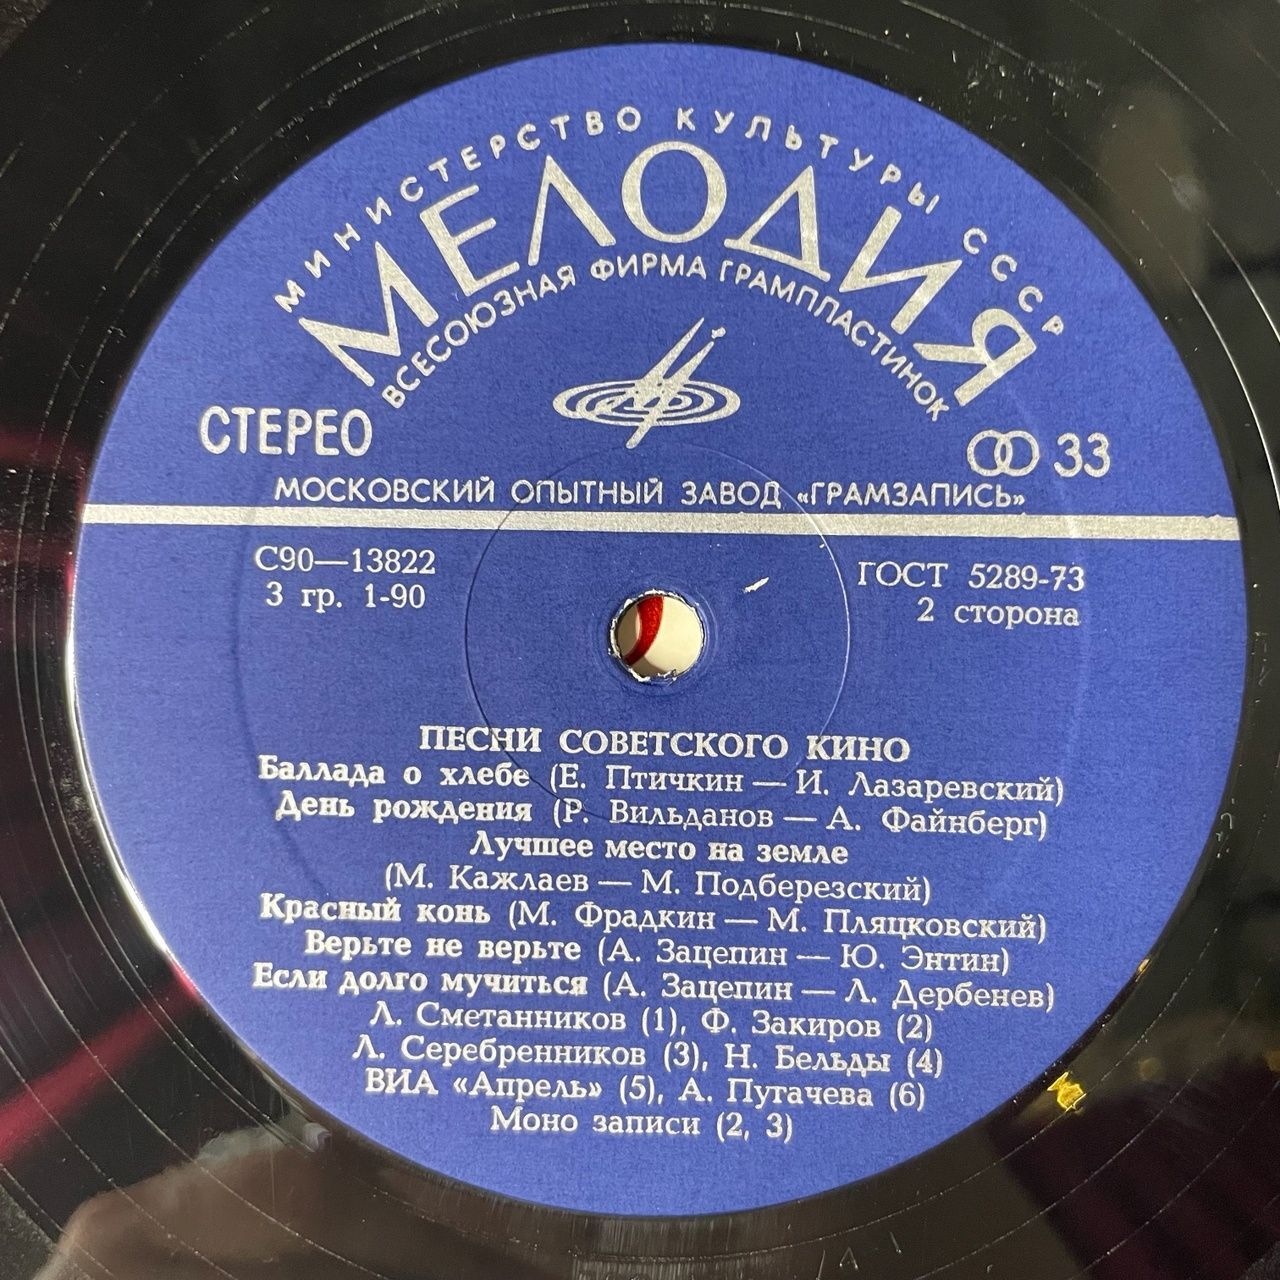 МИНИСТЕРСТВО КУЛЬТУРЫ СССР
МЕЛОДИЯ
ВСЕСОЮЗНАЯ ФИРМА ГРАМПЛАСТИНОК
СТЕРЕО
33
МОСКОВСКИЙ ОПЫТНЫЙ ЗАВОД «ГРАМЗАПИСЬ»
С90—13822
3 гр. 1-90
ГОСТ 5289-73
2 сторона
ПЕСНИ СОВЕТСКОГО КИНО
Баллада о хлебе (Е. Птичкин — И. Лазаревский)
День рождения (Р. Вильданов — А. Файнберг)
Лучшее место на земле
(М. Кажлаев — М. Подберезский)
Красный конь (М. Фрадкин — М. Пляцковский)
Верьте не верьте (А. Зацепин — Ю. Энтин)
Если долго мучиться (А. Зацепин — Л. Дербенев)
Л. Сметанников (1), Ф. Закиров (2)
Л. Серебренников (3), Н. Бельды (4)
ВИА «Апрель» (5), А. Пугачева (6)
Моно записи (2, 3)